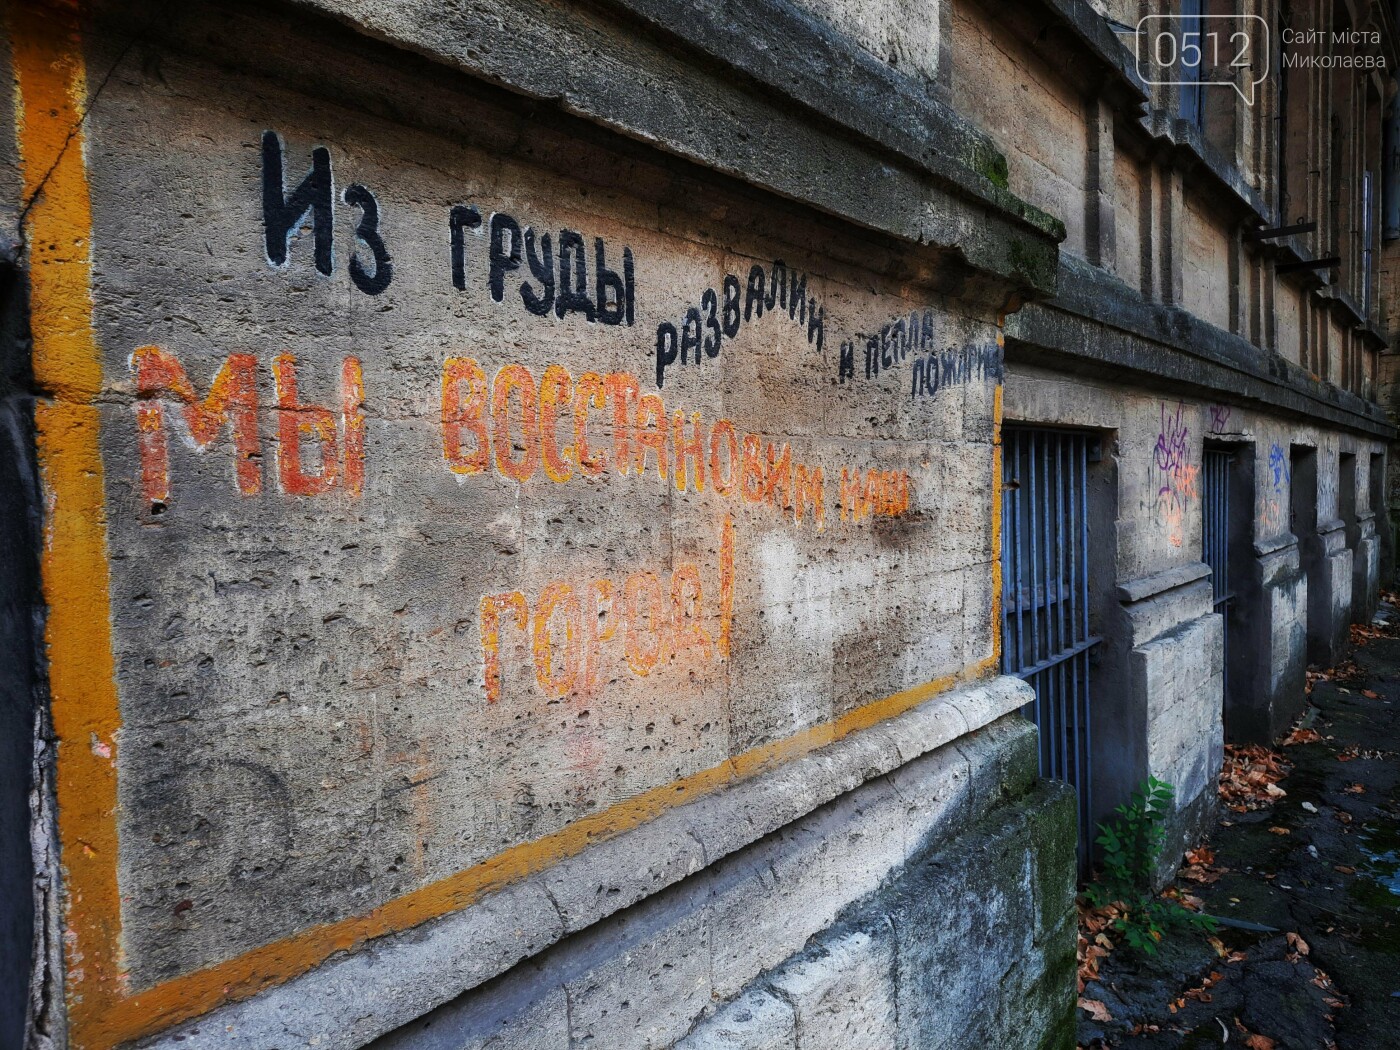 0512
Сайт міста
Миколаєва
Из груды развалин и пепла
пожарищ
Мы восстановим наш
город!